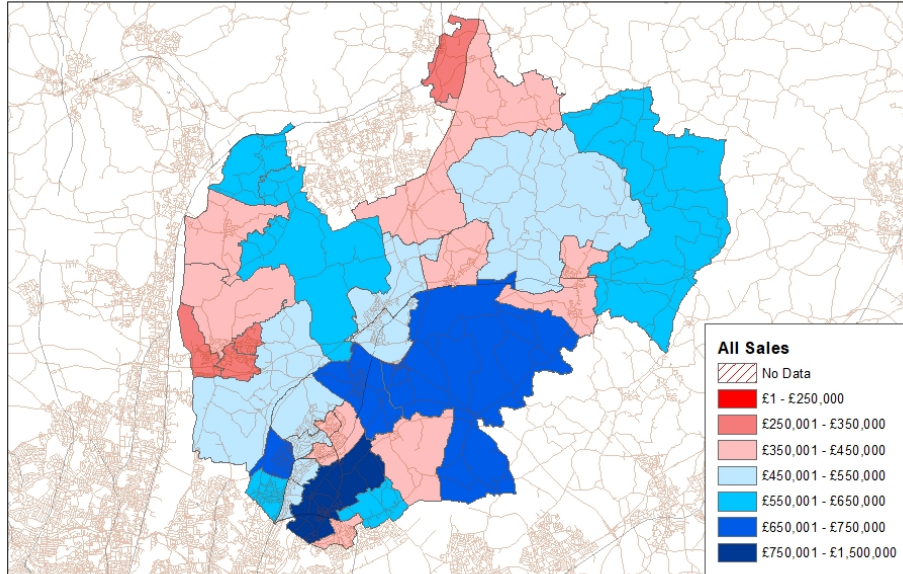 All Sales
No Data
£1 - £250,000
£250,001 - £350,000
£351,001 - £450,000
£450,001 - £550,000
£550,001 - £650,000
£650,001 - £750,000
£750,001 - £1,500,000